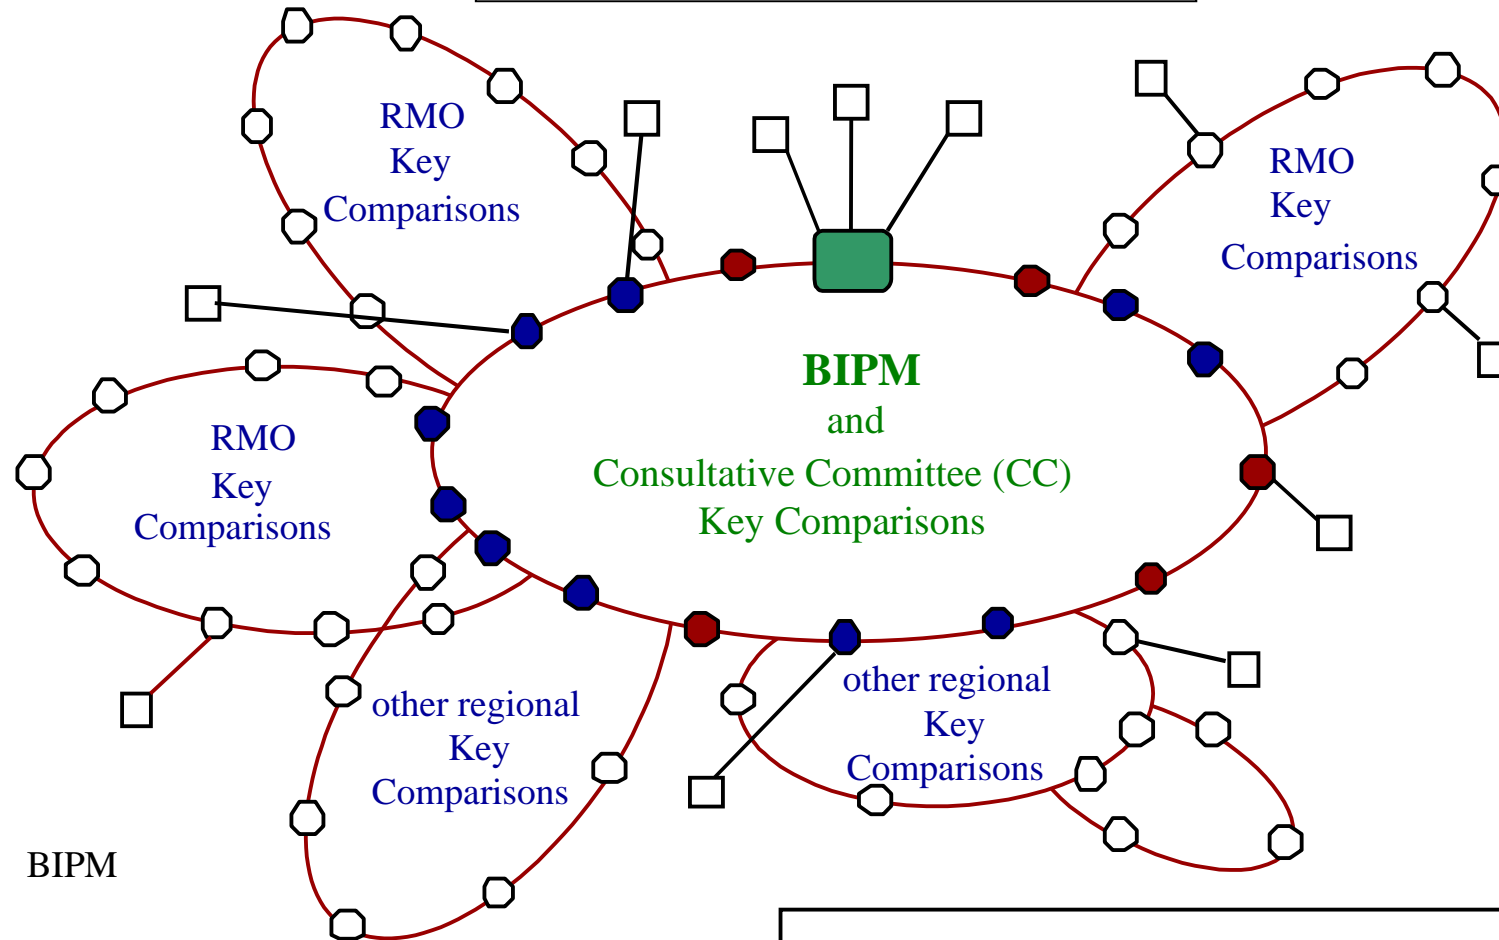 RMO
Key
Comparisons
RMO
Key
Comparisons
BIPM
and
Consultative Committee (CC)
Key Comparisons
RMO
Key
Comparisons
other regional
Key
Comparisons
other regional
Key
Comparisons
BIPM